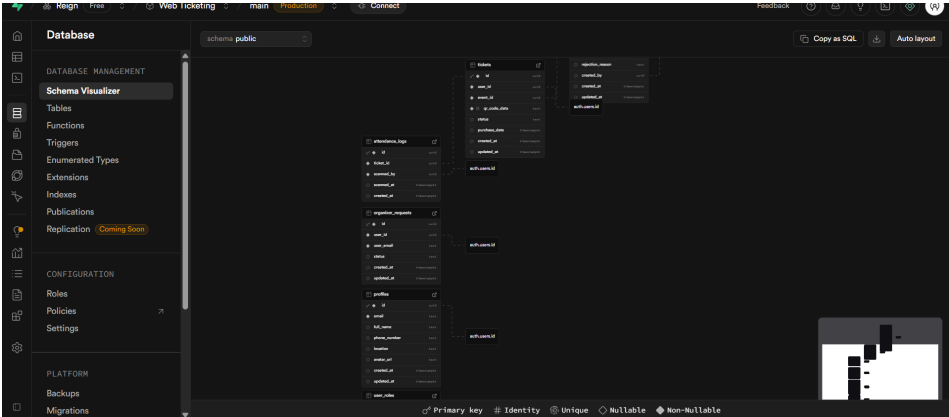 Reign Free / Web Ticketing / main Production Connect
Feedback
Database
schema public
Copy as SQL
Auto layout
DATABASE MANAGEMENT
Schema Visualizer
Tables
Functions
Triggers
Enumerated Types
Extensions
Indexes
Publications
Replication Coming Soon
CONFIGURATION
Roles
Policies
Settings
PLATFORM
Backups
Migrations
tickets
id
user_id
event_id
qr_code_data
status
purchase_date
created_at
updated_at
rejection_reason
created_by
created_at
updated_at
auth.users.id
attendance_logs
id
ticket_id
scanned_by
scanned_at
created_at
auth.users.id
organizer_requests
id
user_id
user_email
status
created_at
updated_at
auth.users.id
profiles
id
email
full_name
phone_number
location
avatar_url
created_at
updated_at
auth.users.id
user_roles
Primary key # Identity Unique Nullable Non-Nullable